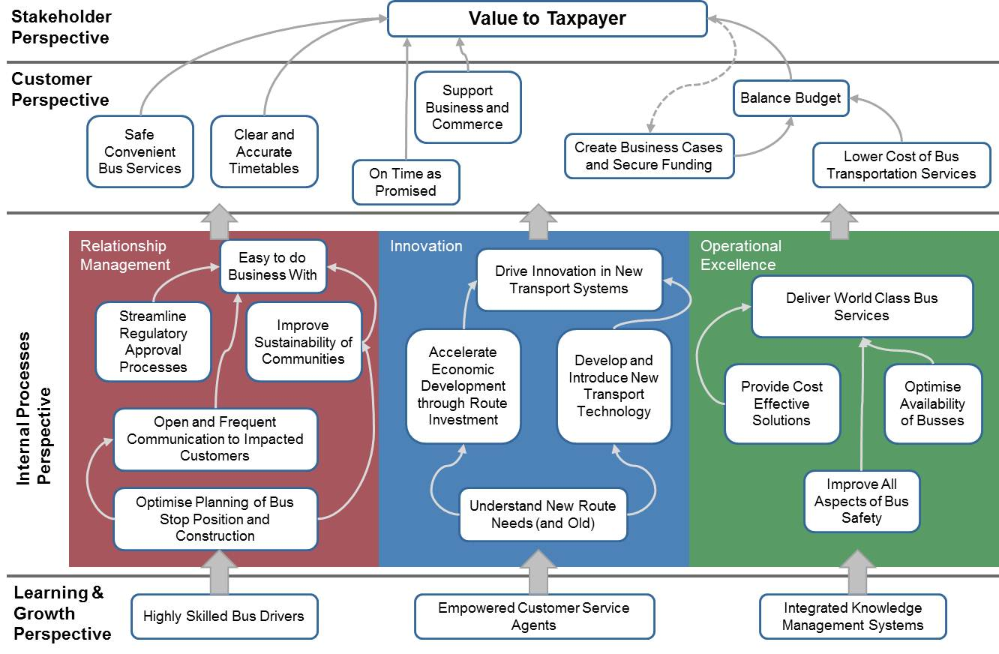 Stakeholder
Perspective
Value to Taxpayer
Customer
Perspective
Safe
Convenient
Bus Services
Clear and
Accurate
Timetables
On Time as
Promised
Support
Business and
Commerce
Create Business Cases
and Secure Funding
Balance Budget
Lower Cost of Bus
Transportation Services
Internal Processes
Perspective
Relationship
Management
Easy to do
Business With
Streamline
Regulatory
Approval
Processes
Improve
Sustainability of
Communities
Open and Frequent
Communication to Impacted
Customers
Optimise Planning of Bus
Stop Position and
Construction
Innovation
Drive Innovation in New
Transport Systems
Accelerate
Economic
Development
through Route
Investment
Develop and
Introduce New
Transport
Technology
Understand New Route
Needs (and Old)
Operational
Excellence
Deliver World Class Bus
Services
Provide Cost
Effective
Solutions
Optimise
Availability
of Busses
Improve All
Aspects of Bus
Safety
Learning &
Growth
Perspective
Highly Skilled Bus Drivers
Empowered Customer Service
Agents
Integrated Knowledge
Management Systems